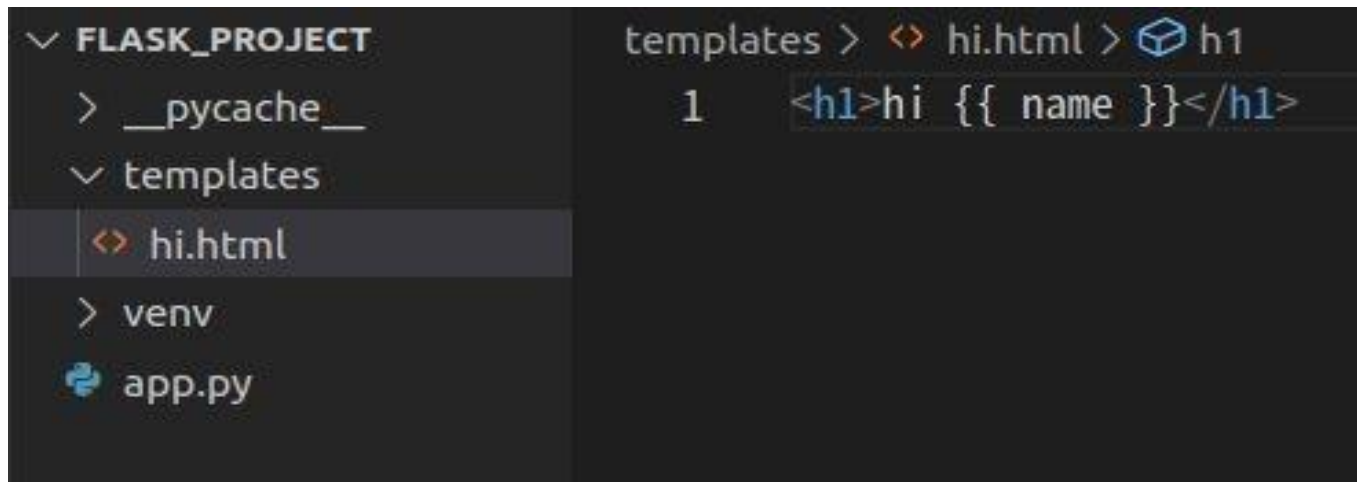 FLASK_PROJECT
__pycache__
templates
hi.html
venv
app.py
templates > hi.html > h1
1 <h1>hi {{ name }}</h1>